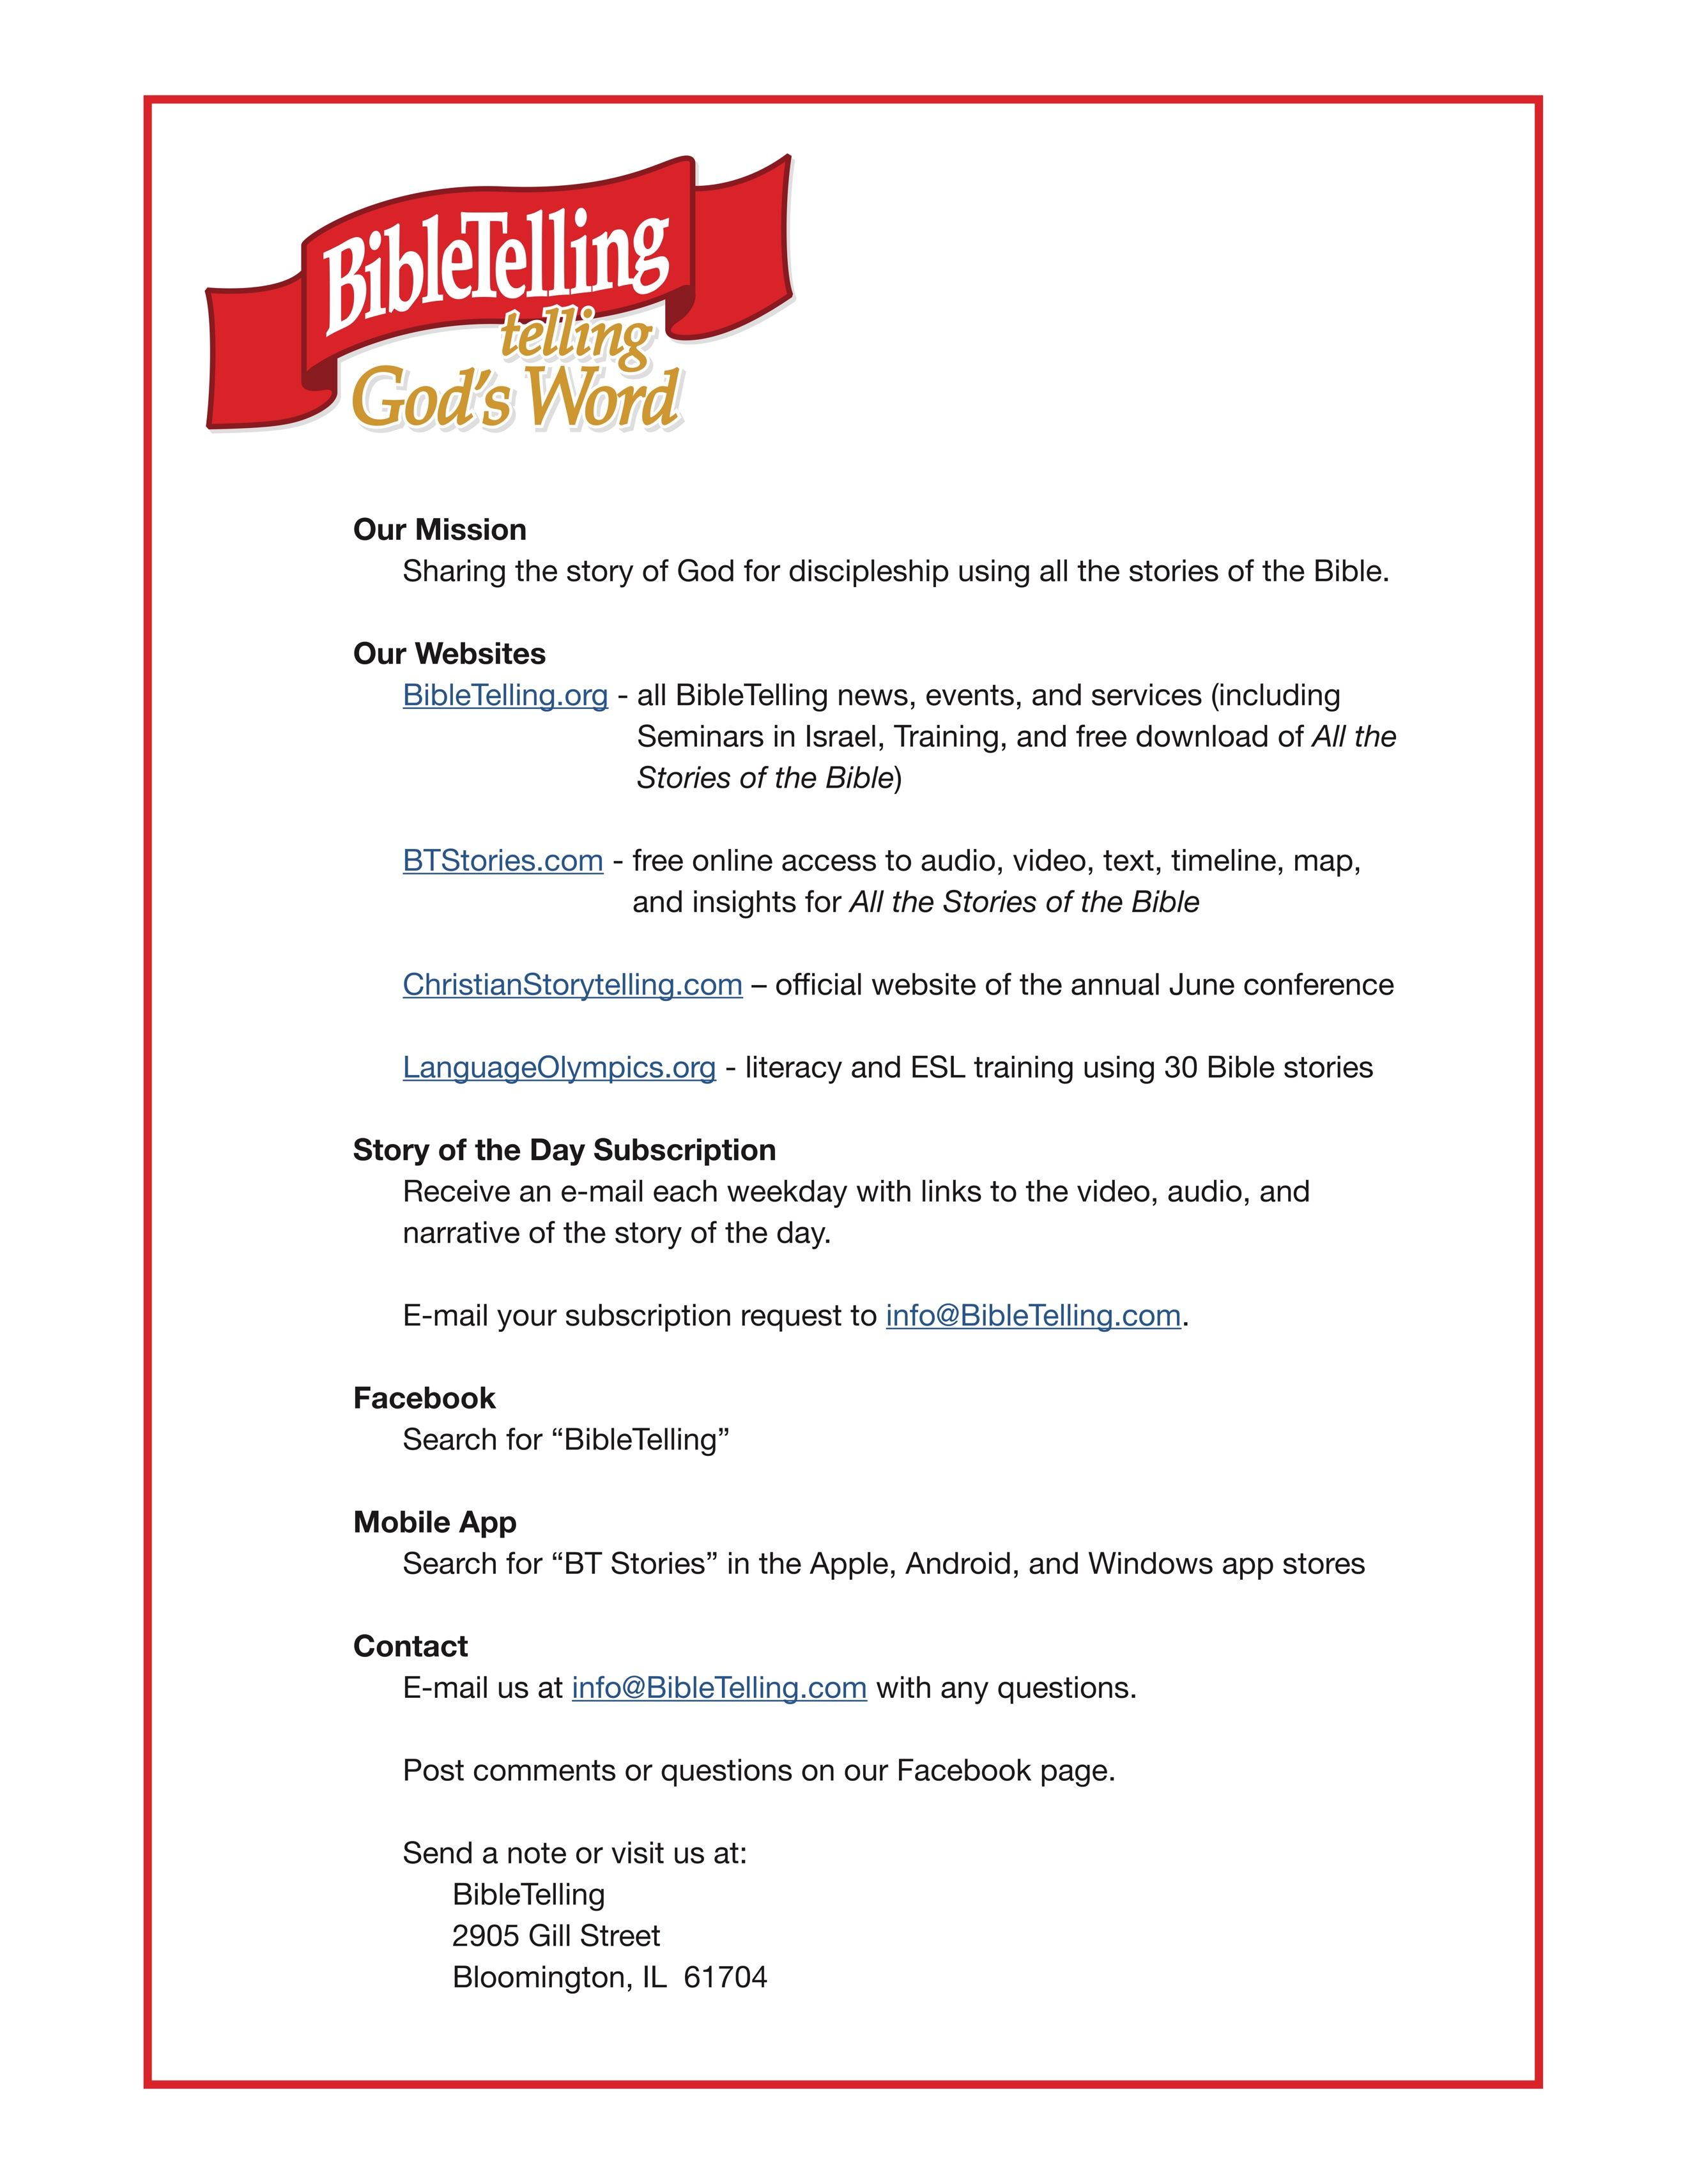 BibleTelling
telling
God's Word
Our Mission
Sharing the story of God for discipleship using all the stories of the Bible.
Our Websites
BibleTelling.org - all BibleTelling news, events, and services (including
Seminars in Israel, Training, and free download of All the
Stories of the Bible)
BTStories.com - free online access to audio, video, text, timeline, map,
and insights for All the Stories of the Bible
ChristianStorytelling.com – official website of the annual June conference
LanguageOlympics.org - literacy and ESL training using 30 Bible stories
Story of the Day Subscription
Receive an e-mail each weekday with links to the video, audio, and
narrative of the story of the day.
E-mail your subscription request to info@BibleTelling.com.
Facebook
Search for “BibleTelling”
Mobile App
Search for “BT Stories” in the Apple, Android, and Windows app stores
Contact
E-mail us at info@BibleTelling.com with any questions.
Post comments or questions on our Facebook page.
Send a note or visit us at:
BibleTelling
2905 Gill Street
Bloomington, IL  61704